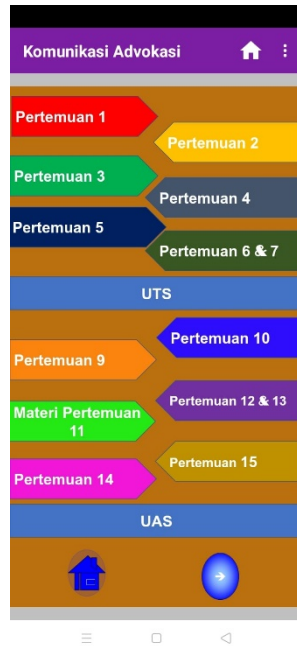 Komunikasi Advokasi
Pertemuan 1
Pertemuan 2
Pertemuan 3
Pertemuan 4
Pertemuan 5
Pertemuan 6 & 7
UTS
Pertemuan 10
Pertemuan 9
Pertemuan 12 & 13
Materi Pertemuan
11
Pertemuan 15
Pertemuan 14
UAS